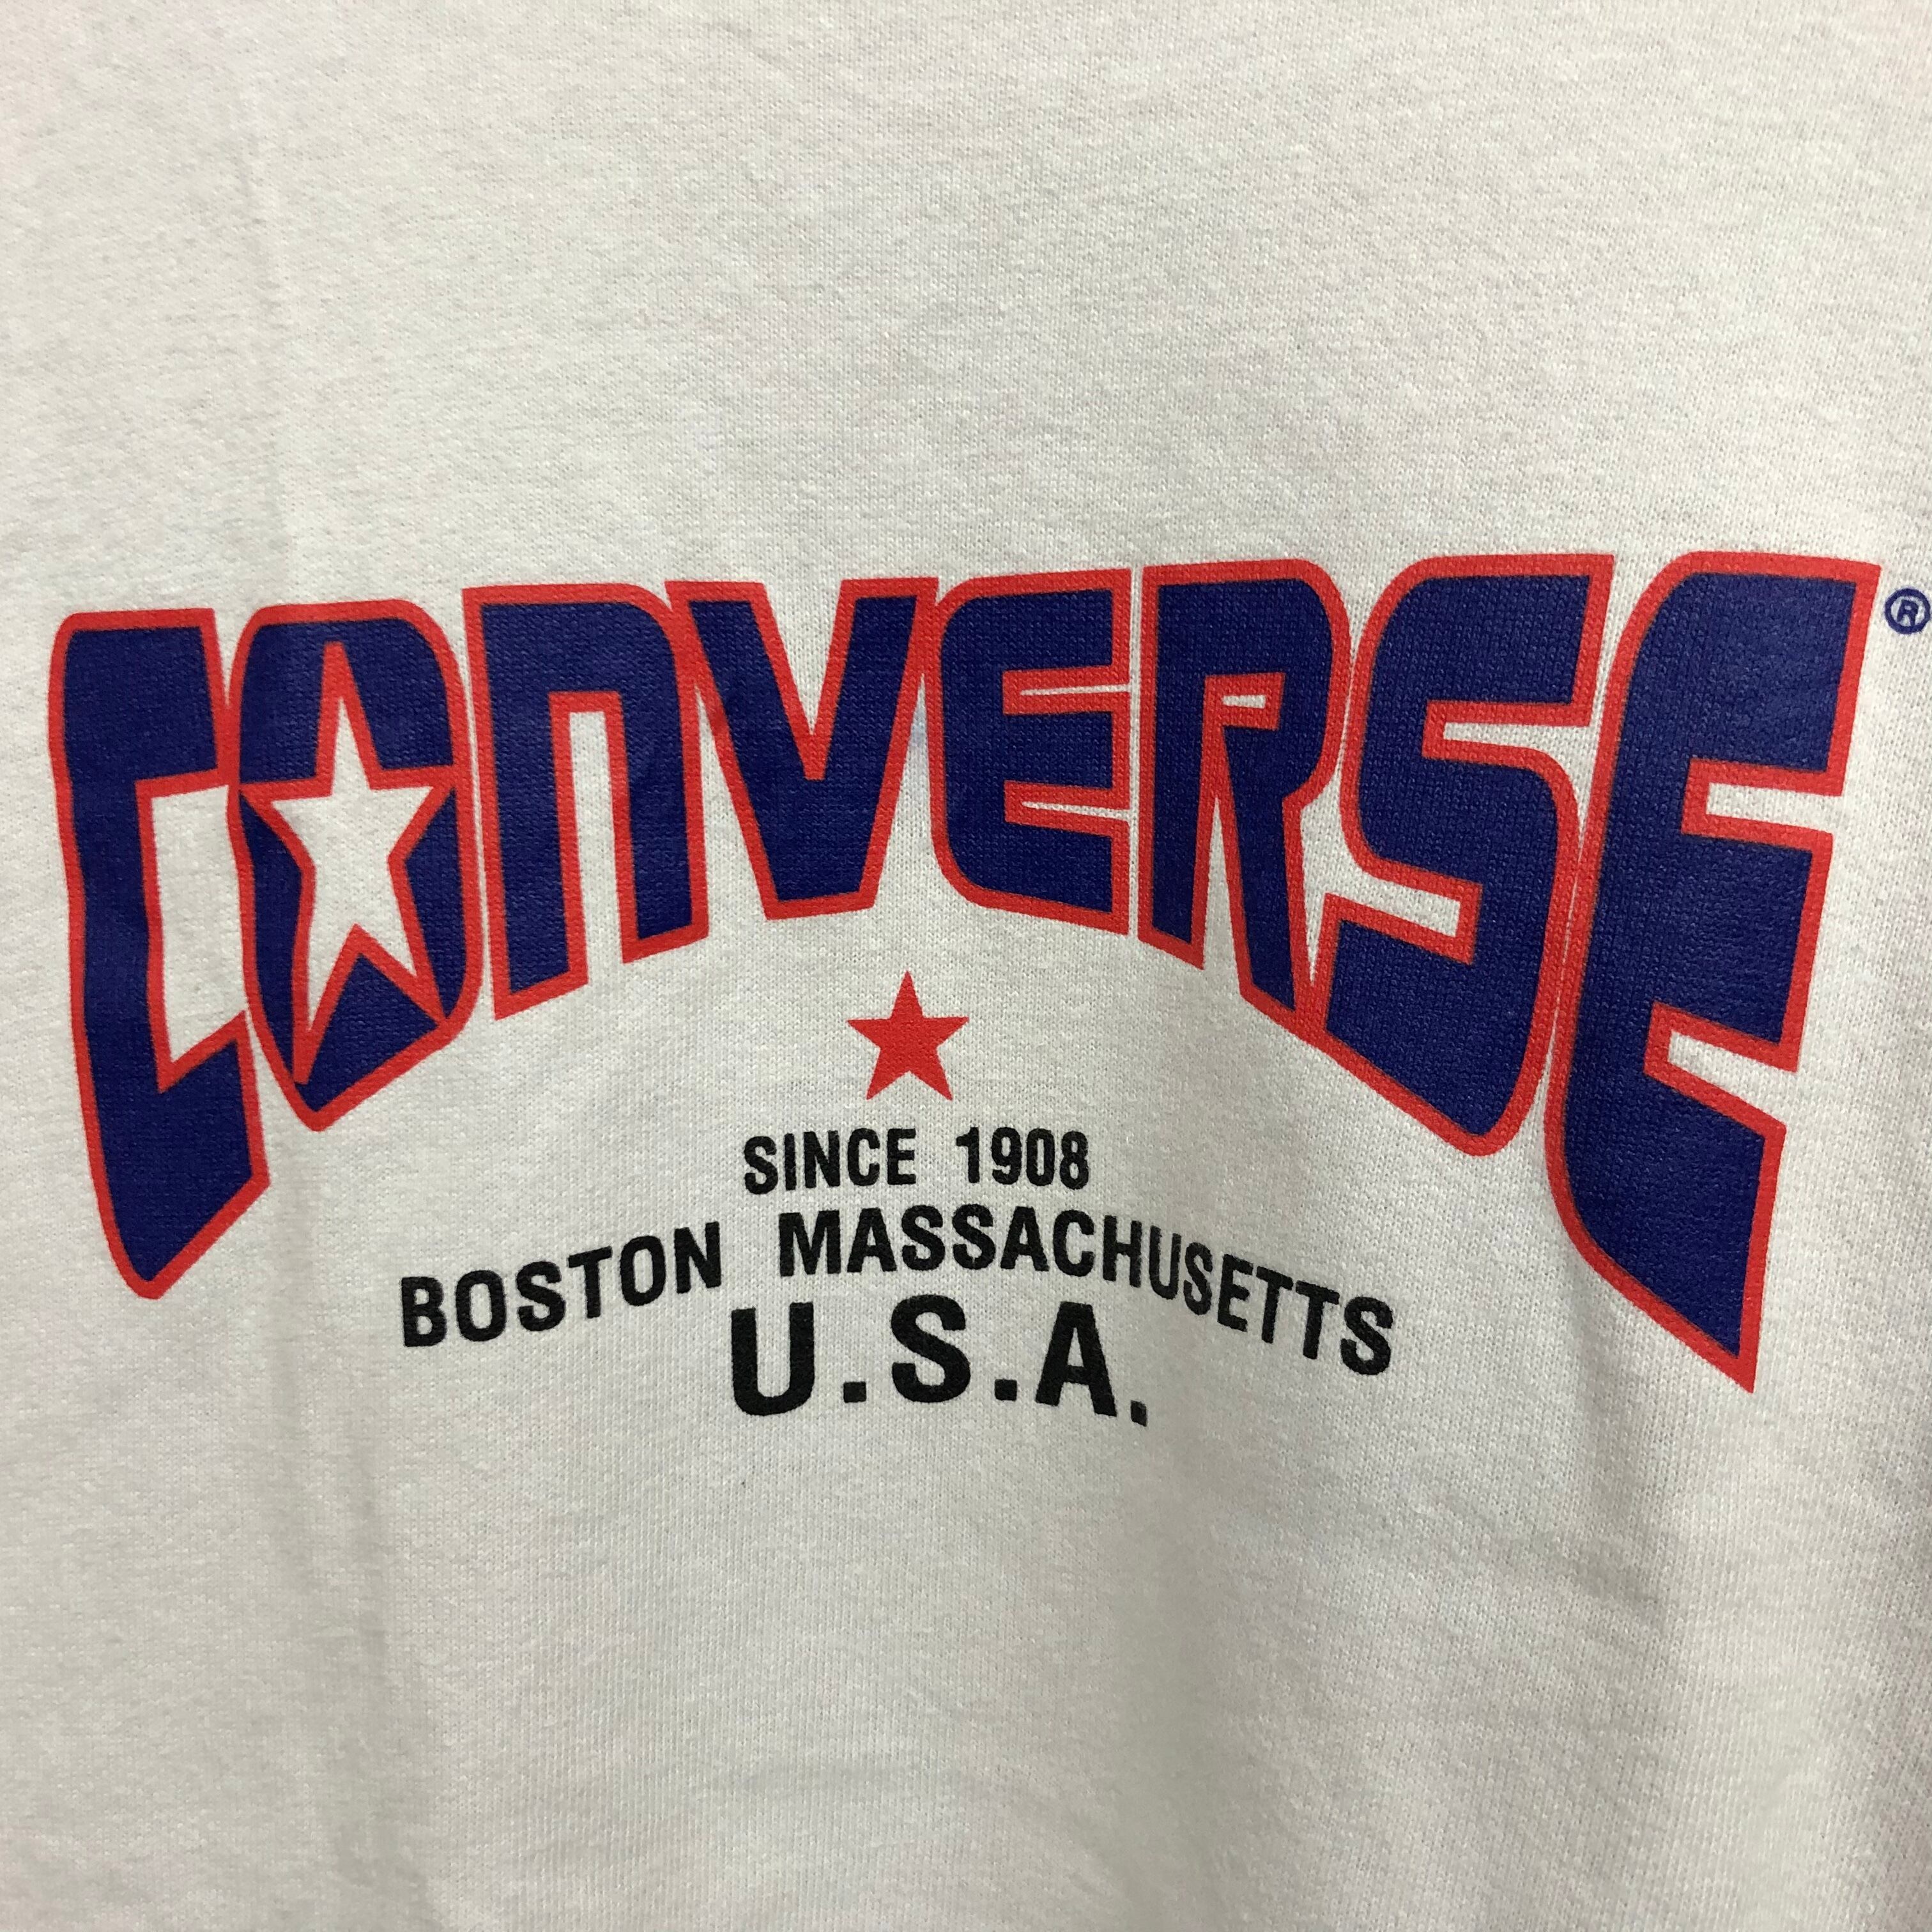 CONVERSE®
SINCE 1908
BOSTON MASSACHUSETTS
U.S.A.